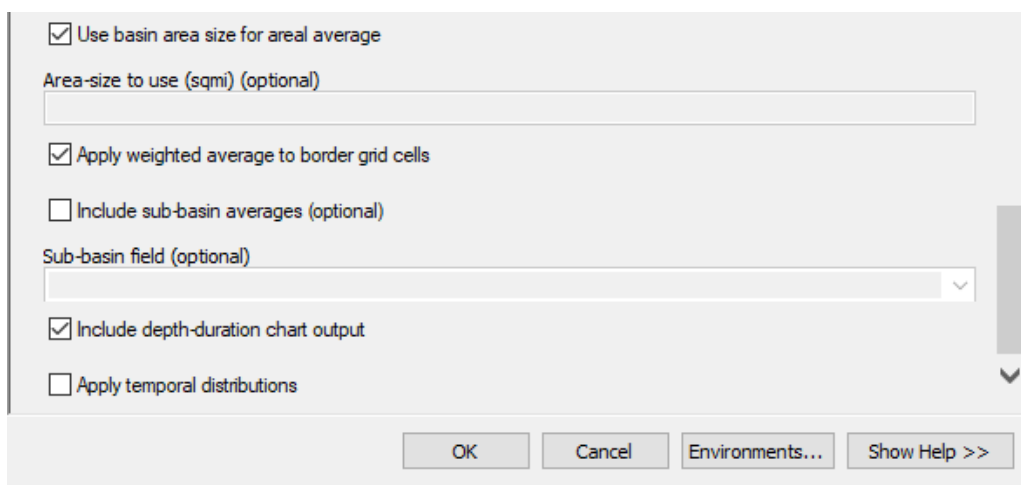 Use basin area size for areal average
Area-size to use (sqmi) (optional)
Apply weighted average to border grid cells
Include sub-basin averages (optional)
Sub-basin field (optional)
Include depth-duration chart output
Apply temporal distributions
OK Cancel Environments... Show Help >>